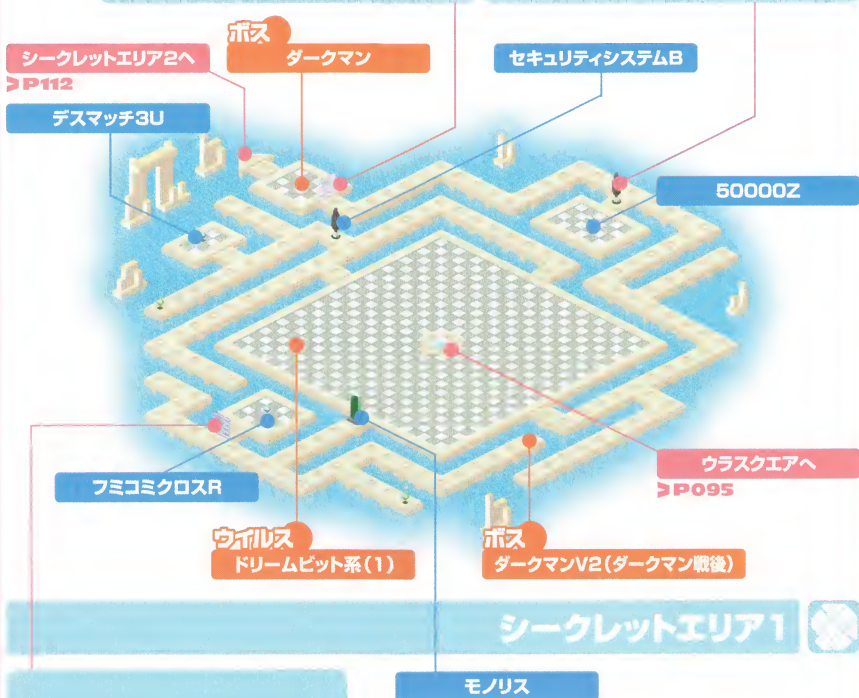 ボス
シークレットエリア2へ
ダークマン
セキュリティシステムB
>P112
デスマッチ3U
50000Z
ウラスクエアへ
>P095
フミコミクロスR
ウイルス
ドリームビット系(1)
ボス
ダークマンV2(ダークマン戦後)
シークレットエリア1
モノリス